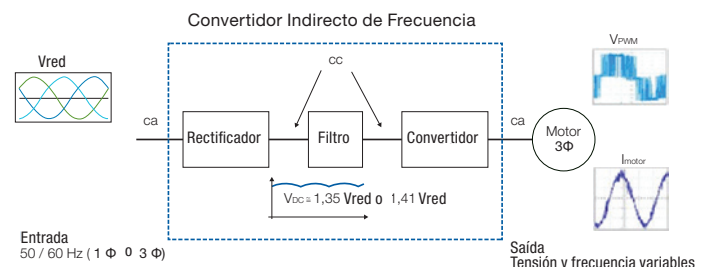 Convertidor Indirecto de Frecuencia
Vred
cc
VPWM
ca
Rectificador
Filtro
Convertidor
ca
Motor
3Φ
VDC ≅ 1,35 Vred o 1,41 Vred
Imotor
Entrada
50 / 60 Hz ( 1 Φ o 3 Φ)
Saída
Tensión y frecuencia variables